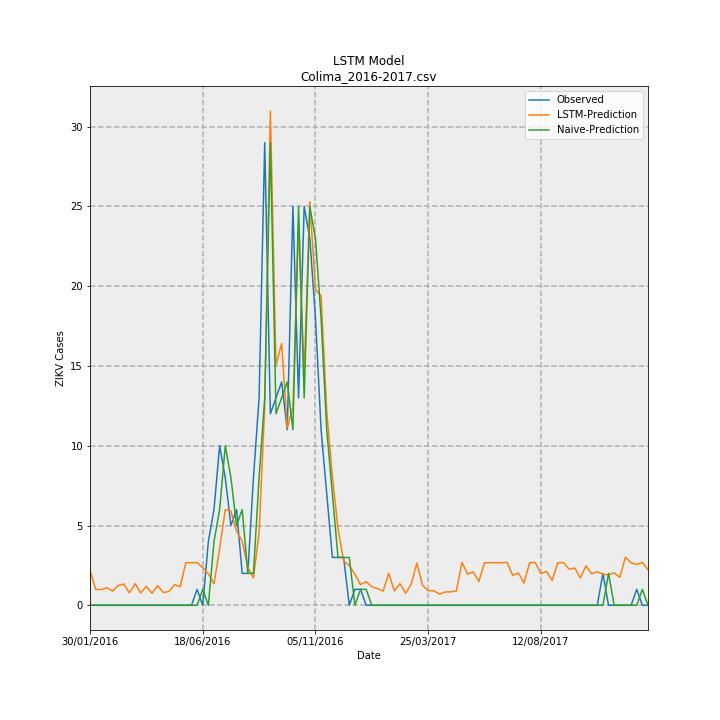 LSTM Model
Colima_2016-2017.csv
Observed
LSTM-Prediction
Naive-Prediction
30
25
20
15
10
5
0
ZIKV Cases
30/01/2016
18/06/2016
05/11/2016
25/03/2017
12/08/2017
Date